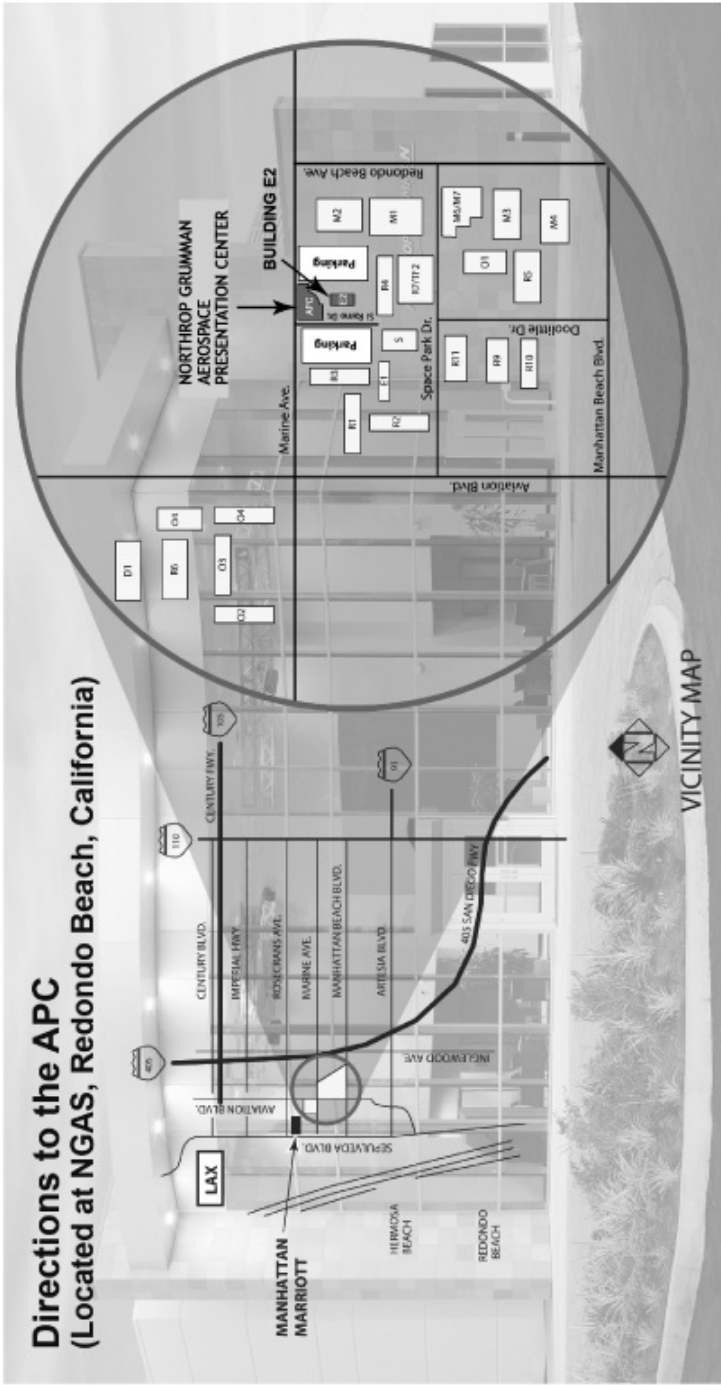 Directions to the APC
(Located at NGAS, Redondo Beach, California)
LAX
MANHATTAN
MARRIOTT
HERMOSA
BEACH
REDONDO
BEACH
SEPULVEDA BLVD.
AVIATION BLVD.
INGLEWOOD AVE.
405
110
105
91
CENTURY FWY.
CENTURY BLVD.
IMPERIAL HWY.
ROSECRANS AVE.
MARINE AVE.
MANHATTAN BEACH BLVD.
ARTESIA BLVD.
405 SAN DIEGO FWY
NORTHROP GRUMMAN
AEROSPACE
PRESENTATION CENTER
BUILDING E2
D1
R6
O4
O4
O3
O2
Marine Ave.
Aviation Blvd.
Space Park Dr.
Doolittle Dr.
Manhattan Beach Blvd.
Redondo Beach Ave.
R1
R2
R3
E1
S
Parking
APC
E2
Parking
R4
R7/TF2
M2
M1
R11
R9
R10
M5/M7
M3
M4
O1
R5
N
VICINITY MAP